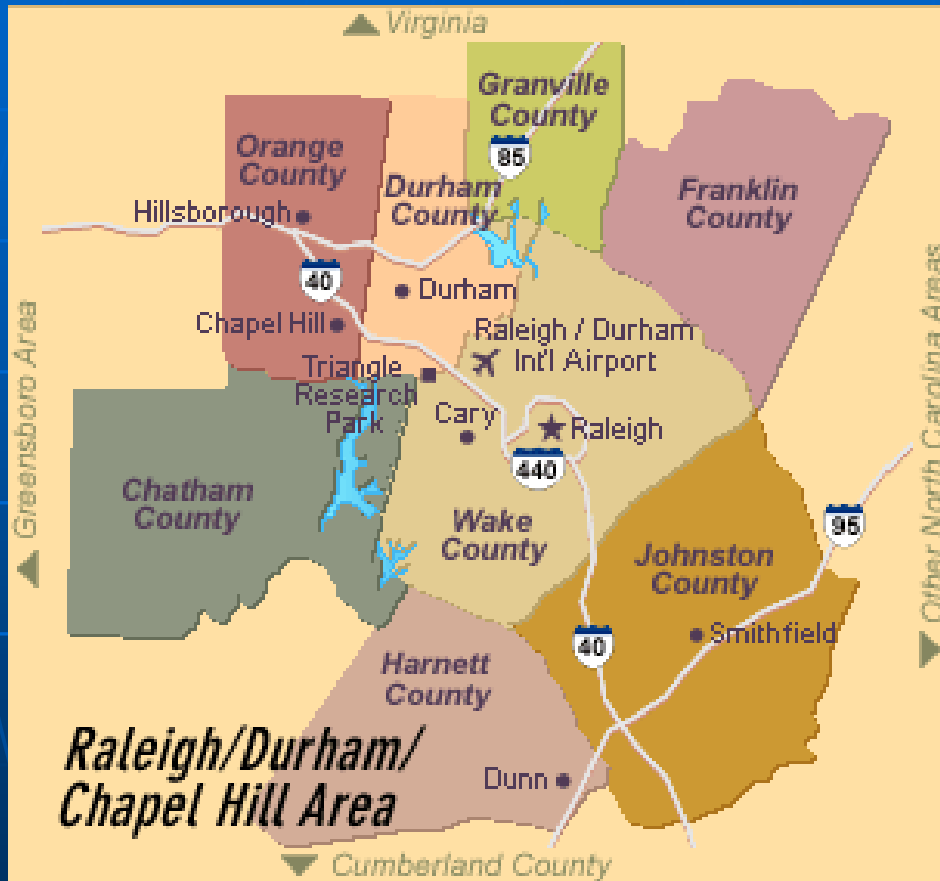 Virginia
Granville
County
85
Orange
County
Durham
County
Franklin
County
Hillsborough
40
Durham
Chapel Hill
Raleigh / Durham
Int'l Airport
Triangle
Research
Park
Cary
Raleigh
440
Greensboro Area
Other North Carolina Areas
Chatham
County
Wake
County
95
Johnston
County
Smithfield
40
Harnett
County
Raleigh/Durham/
Chapel Hill Area
Dunn
Cumberland County